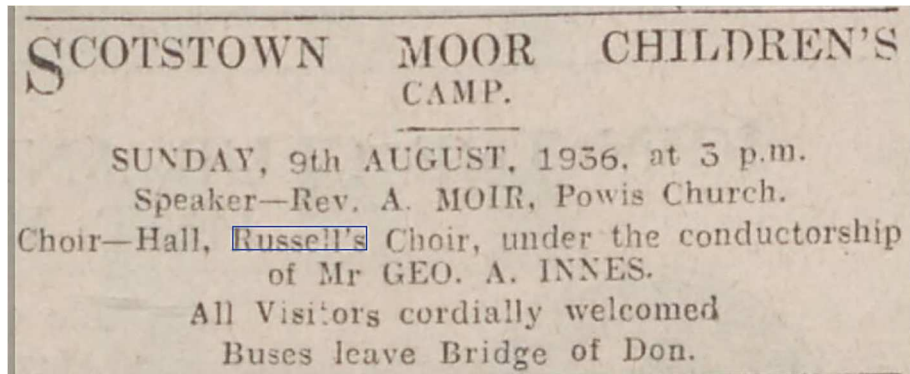 SCOTSTOWN MOOR CHILDREN'S
CAMP.
SUNDAY, 9th AUGUST, 1936, at 3 p.m.
Speaker—Rev. A. MOIR, Powis Church.
Choir—Hall, Russell's Choir, under the conductorship
of Mr GEO. A. INNES.
All Visitors cordially welcomed
Buses leave Bridge of Don.